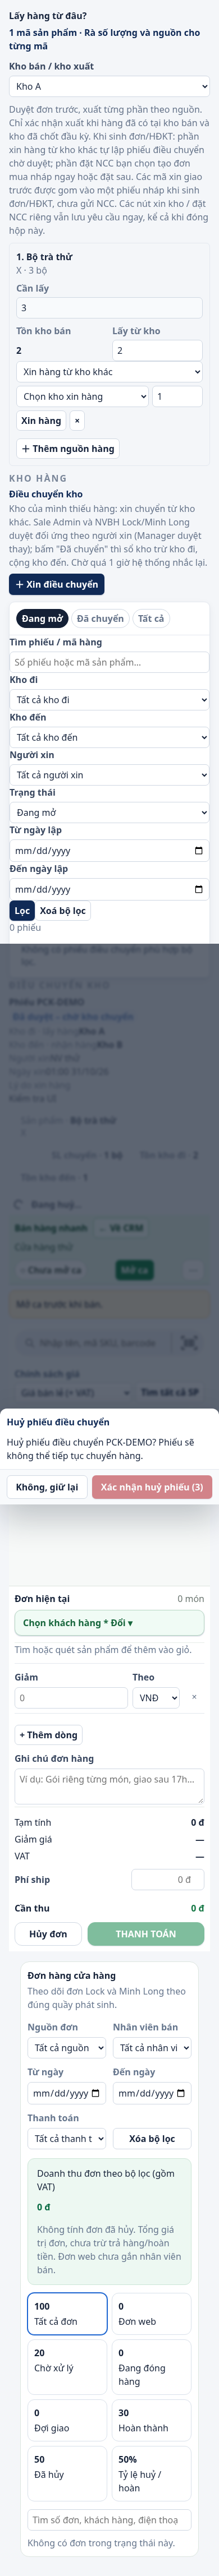 Lấy hàng từ đâu?
1 mã sản phẩm · Rà số lượng và nguồn cho
từng mã
Kho bán / kho xuất
Kho A
Duyệt đơn trước, xuất từng phần theo nguồn.
Chỉ xác nhận xuất khi hàng đã có tại kho bán và
kho đã chốt đầy ký. Khi sinh đơn/HĐKT: phần
xin hàng từ kho khác tự lập phiếu điều chuyển
chờ duyệt; phần đặt NCC bạn chọn tạo đơn
mua nháp ngay hoặc đặt sau. Các mã xin giao
trước được gom vào một phiếu nháp khi sinh
đơn/HĐKT, chưa gửi NCC. Các nút xin kho / đặt
NCC riêng vẫn lưu yêu cầu ngay, kể cả khi đóng
hộp này.
1. Bộ trà thử
X · 3 bộ
Cần lấy
3
Tồn kho bán
Lấy từ kho
2
2
Xin hàng từ kho khác
Chọn kho xin hàng
1
Xin hàng
×
+ Thêm nguồn hàng
KHO HÀNG
Điều chuyển kho
Kho của mình thiếu hàng: xin chuyển từ kho
khác. Sale Admin và NVBH Lock/Minh Long
duyệt đối ứng theo người xin (Manager duyệt
thay); bấm "Đã chuyển" thì sổ kho trừ kho đi,
cộng kho đến. Chờ quá 1 giờ hệ thống nhắc lại.
+ Xin điều chuyển
Đang mở
Đã chuyển
Tất cả
Tìm phiếu / mã hàng
Số phiếu hoặc mã sản phẩm...
Kho đi
Tất cả kho đi
Kho đến
Tất cả kho đến
Người xin
Tất cả người xin
Trạng thái
Đang mở
Từ ngày lập
mm/dd/yyyy
Đến ngày lập
mm/dd/yyyy
Lọc
Xoá bộ lọc
0 phiếu
Huỷ phiếu điều chuyển
Huỷ phiếu điều chuyển PCK-DEMO? Phiếu sẽ
không thể tiếp tục chuyển hàng.
Không, giữ lại
Xác nhận huỷ phiếu (3)
Đơn hiện tại
0 món
Chọn khách hàng * Đổi ▾
Tìm hoặc quét sản phẩm để thêm vào giỏ.
Giảm
Theo
0
VNĐ
×
+ Thêm dòng
Ghi chú đơn hàng
Ví dụ: Gói riêng từng món, giao sau 17h...
Tạm tính
0 đ
Giảm giá
—
VAT
—
Phí ship
0 đ
Cần thu
0 đ
Hủy đơn
THANH TOÁN
Đơn hàng cửa hàng
Theo dõi đơn Lock và Minh Long theo
đúng quầy phát sinh.
Nguồn đơn
Nhân viên bán
Tất cả nguồn
Tất cả nhân vi
Từ ngày
Đến ngày
mm/dd/yyyy
mm/dd/yyyy
Thanh toán
Tất cả thanh t
Xóa bộ lọc
Doanh thu đơn theo bộ lọc (gồm
VAT)
0 đ
Không tính đơn đã hủy. Tổng giá
trị đơn, chưa trừ trả hàng/hoàn
tiền. Đơn web chưa gắn nhân viên
bán.
100
Tất cả đơn
0
Đơn web
20
Chờ xử lý
0
Đang đóng
hàng
0
Đợi giao
30
Hoàn thành
50
Đã hủy
50%
Tỷ lệ huỷ /
hoàn
Tìm số đơn, khách hàng, điện thoạ
Không có đơn trong trạng thái này.